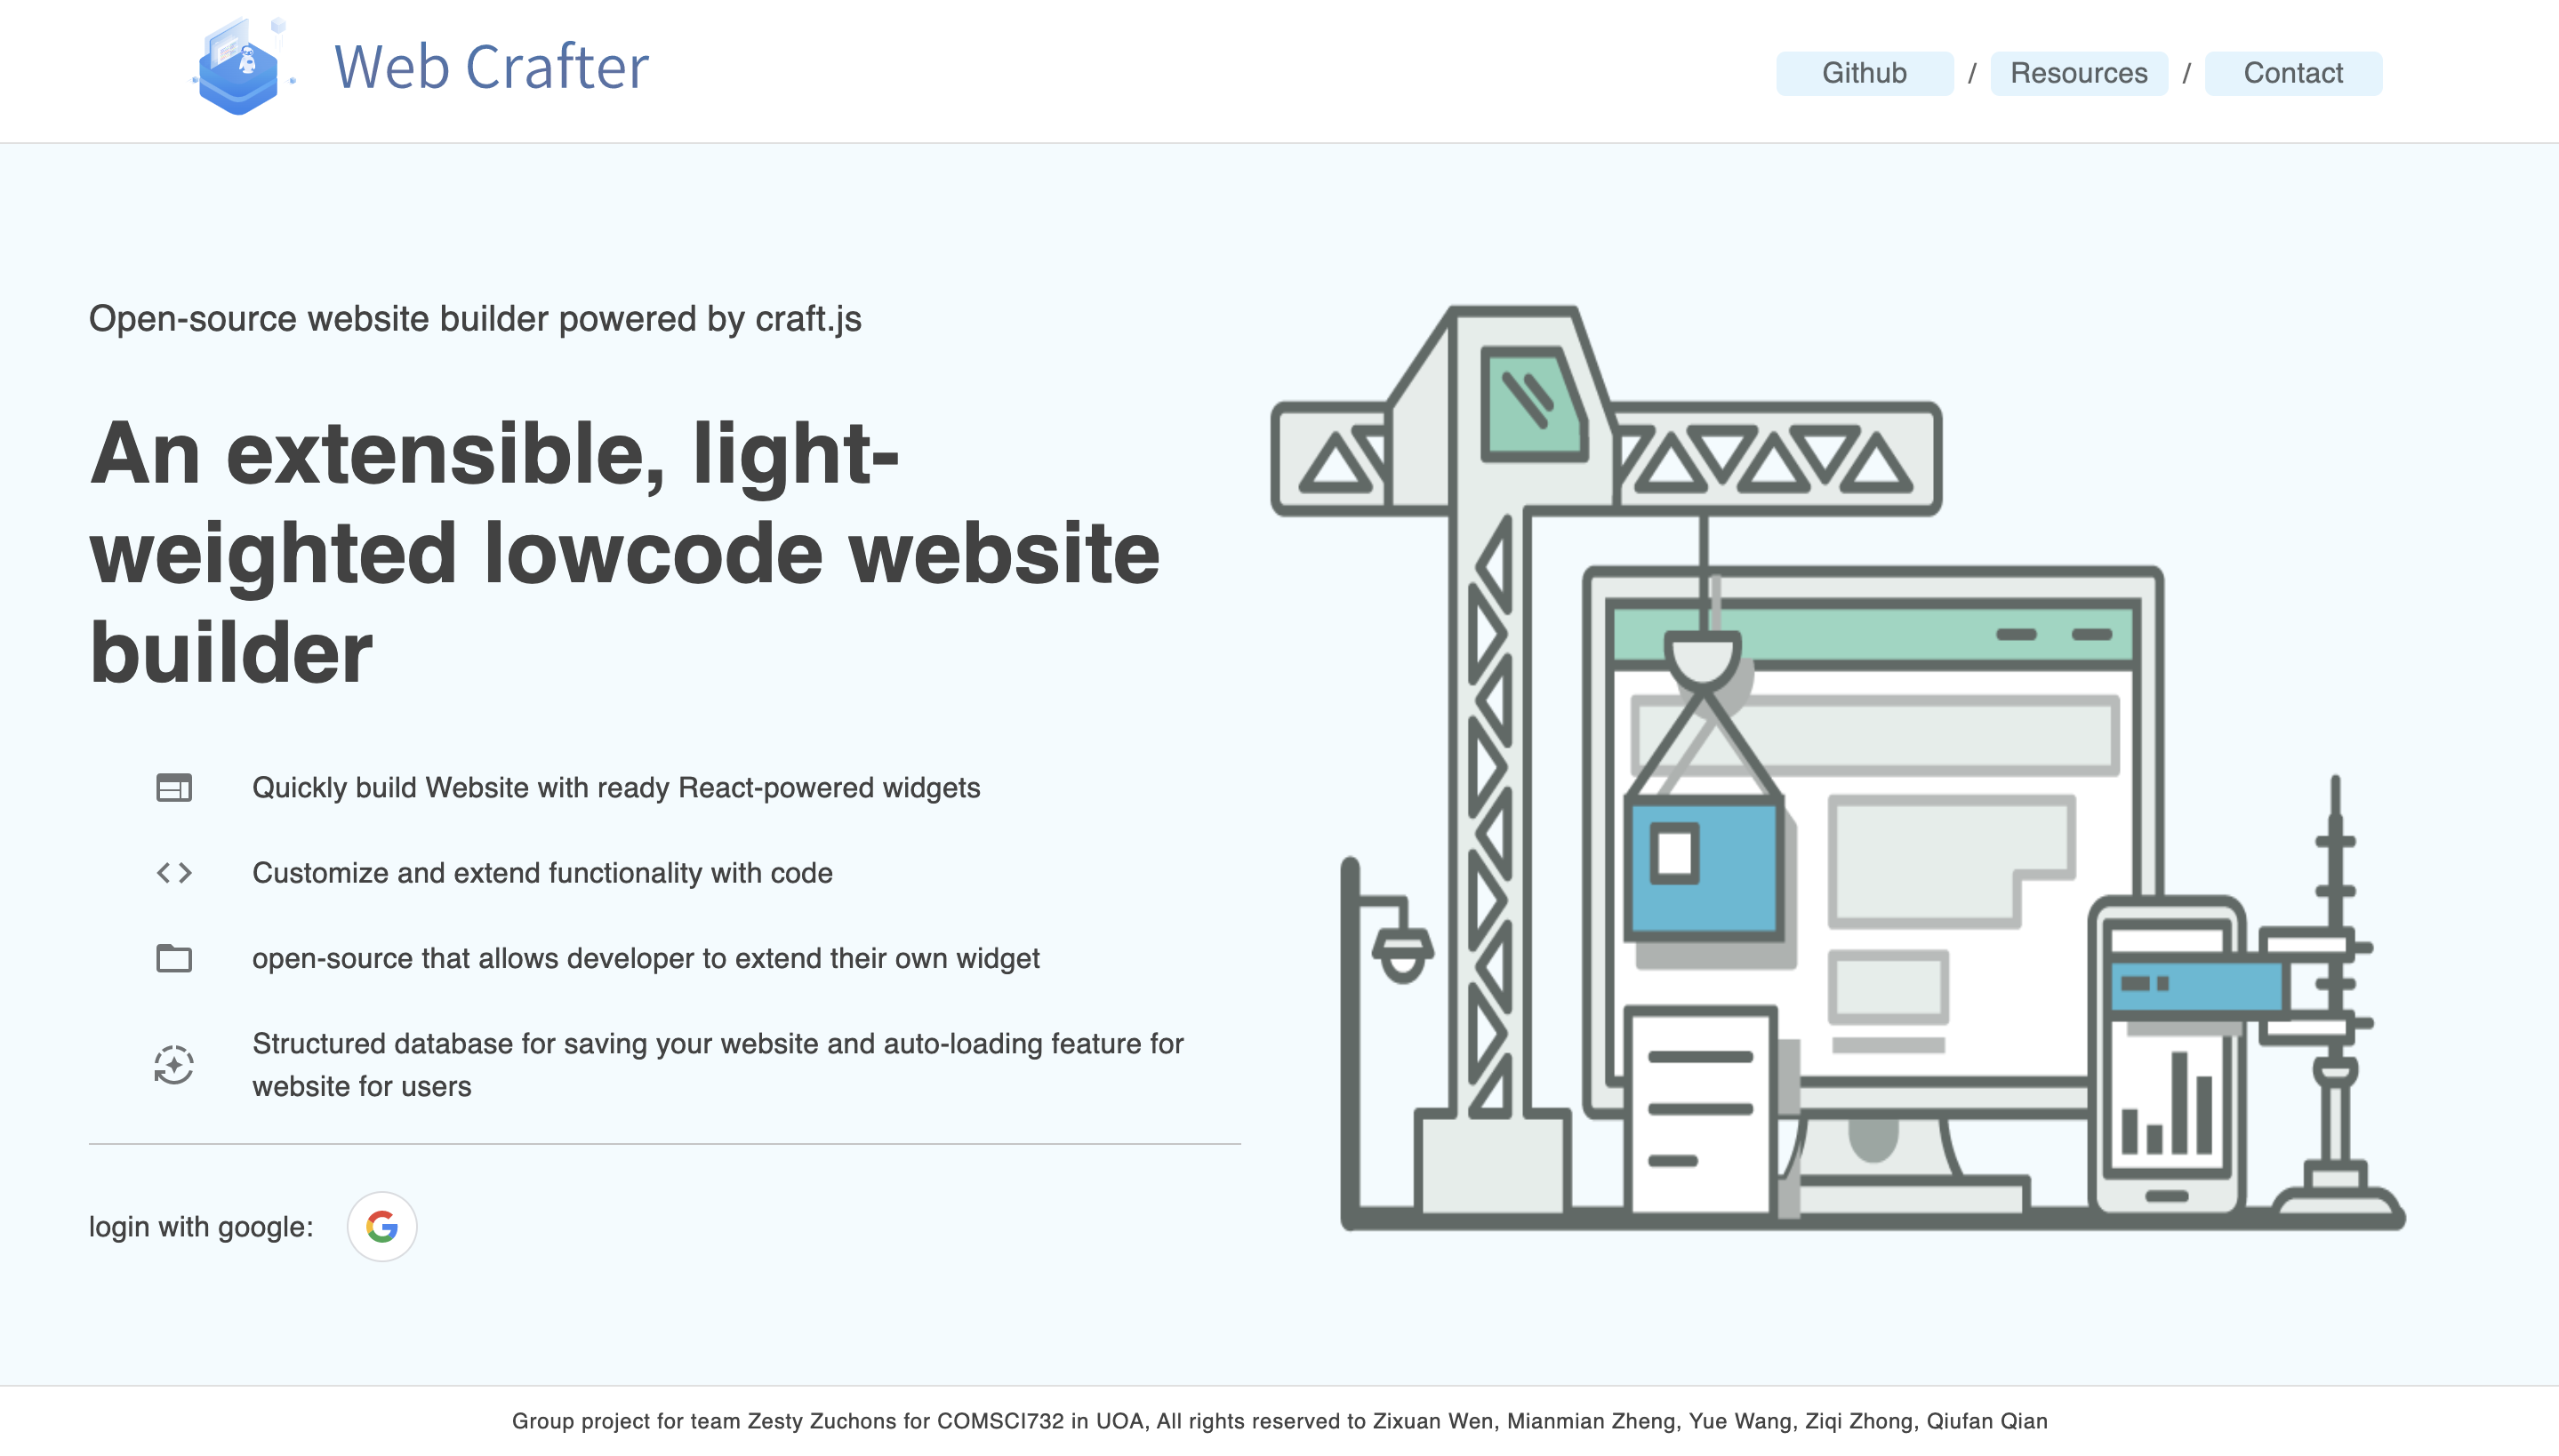 Web Crafter
Github / Resources / Contact
Open-source website builder powered by craft.js
An extensible, light-
weighted lowcode website
builder
Quickly build Website with ready React-powered widgets
Customize and extend functionality with code
open-source that allows developer to extend their own widget
Structured database for saving your website and auto-loading feature for
website for users
login with google:
Group project for team Zesty Zuchons for COMSCI732 in UOA, All rights reserved to Zixuan Wen, Mianmian Zheng, Yue Wang, Ziqi Zhong, Qiufan Qian